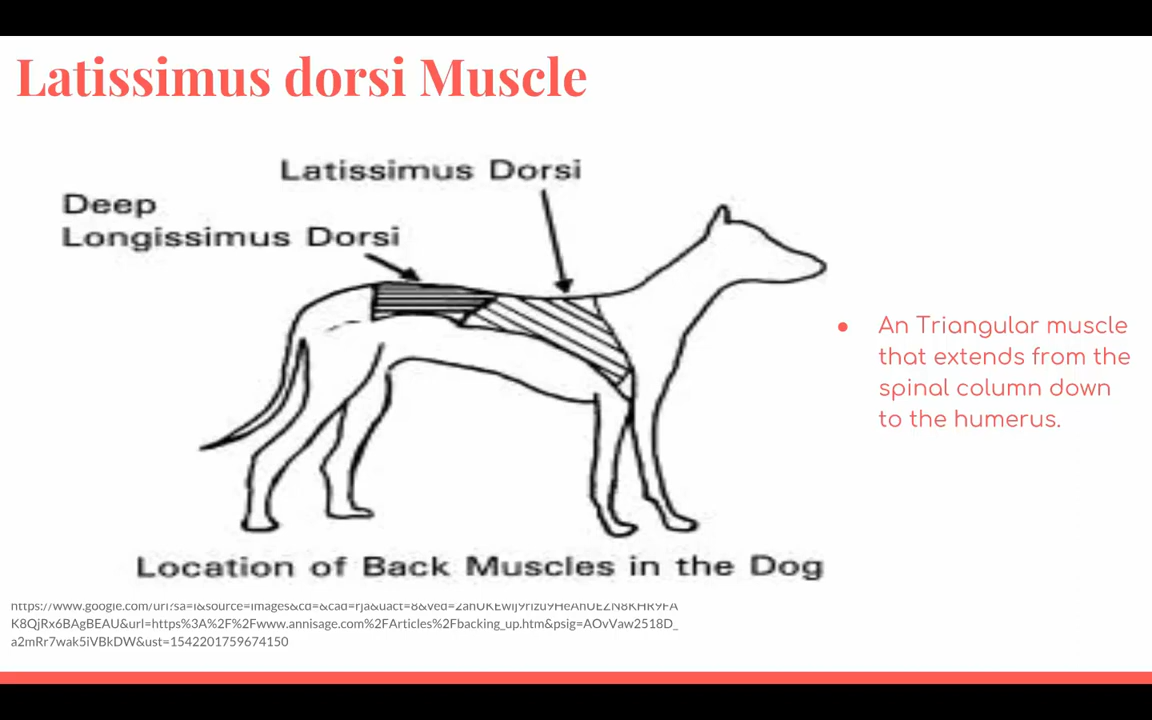 Latissimus dorsi Muscle
Latissimus Dorsi
Deep
Longissimus Dorsi
● An Triangular muscle
that extends from the
spinal column down
to the humerus.
Location of Back Muscles in the Dog
K8QjRx6BAgBEAU&url=https%3A%2F%2Fwww.annisage.com%2FArticles%2Fbacking_up.htm&psig=AOvVaw2518D_
a2mRr7wak5iVBkDW&ust=1542201759674150